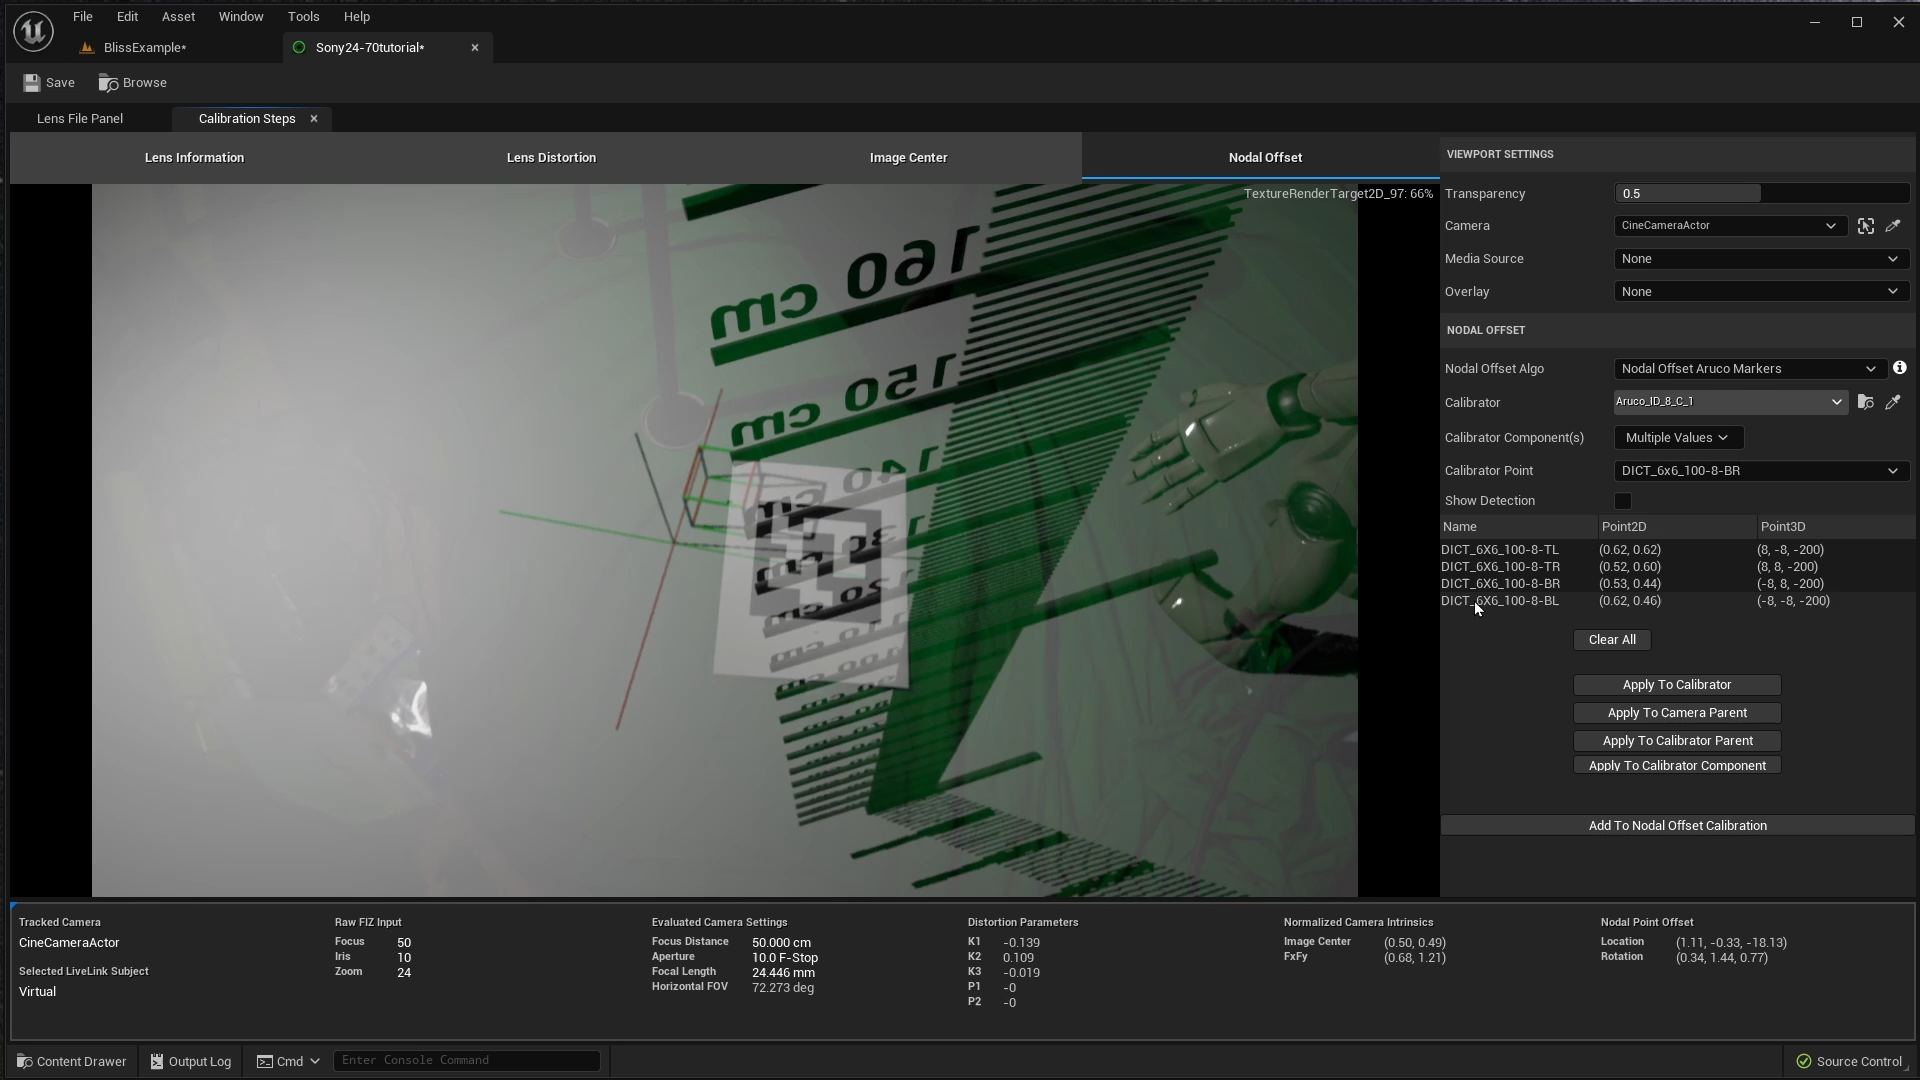 File Edit Asset Window Tools Help
BlissExample* Sony24-70tutorial*
Save Browse
Lens File Panel Calibration Steps
Lens Information Lens Distortion Image Center Nodal Offset
TextureRenderTarget2D_97: 66%
160 cm
150 cm
140
cm
VIEWPORT SETTINGS
Transparency 0.5
Camera CineCameraActor
Media Source None
Overlay None
NODAL OFFSET
Nodal Offset Algo Nodal Offset Aruco Markers
Calibrator Aruco_ID_8_C_1
Calibrator Component(s) Multiple Values
Calibrator Point DICT_6x6_100-8-BR
Show Detection
Name Point2D Point3D
DICT_6X6_100-8-TL (0.62, 0.62) (8, -8, -200)
DICT_6X6_100-8-TR (0.52, 0.60) (8, 8, -200)
DICT_6X6_100-8-BR (0.53, 0.44) (-8, 8, -200)
DICT_6X6_100-8-BL (0.62, 0.46) (-8, -8, -200)
Clear All
Apply To Calibrator
Apply To Camera Parent
Apply To Calibrator Parent
Apply To Calibrator Component
Add To Nodal Offset Calibration
Tracked Camera
CineCameraActor
Selected LiveLink Subject
Virtual
Raw FIZ Input
Focus 50
Iris 10
Zoom 24
Evaluated Camera Settings
Focus Distance 50.000 cm
Aperture 10.0 F-Stop
Focal Length 24.446 mm
Horizontal FOV 72.273 deg
Distortion Parameters
K1 -0.139
K2 0.109
K3 -0.019
P1 -0
P2 -0
Normalized Camera Intrinsics
Image Center (0.50, 0.49)
FxFy (0.68, 1.21)
Nodal Point Offset
Location (1.11, -0.33, -18.13)
Rotation (0.34, 1.44, 0.77)
Content Drawer Output Log Cmd Enter Console Command Source Control